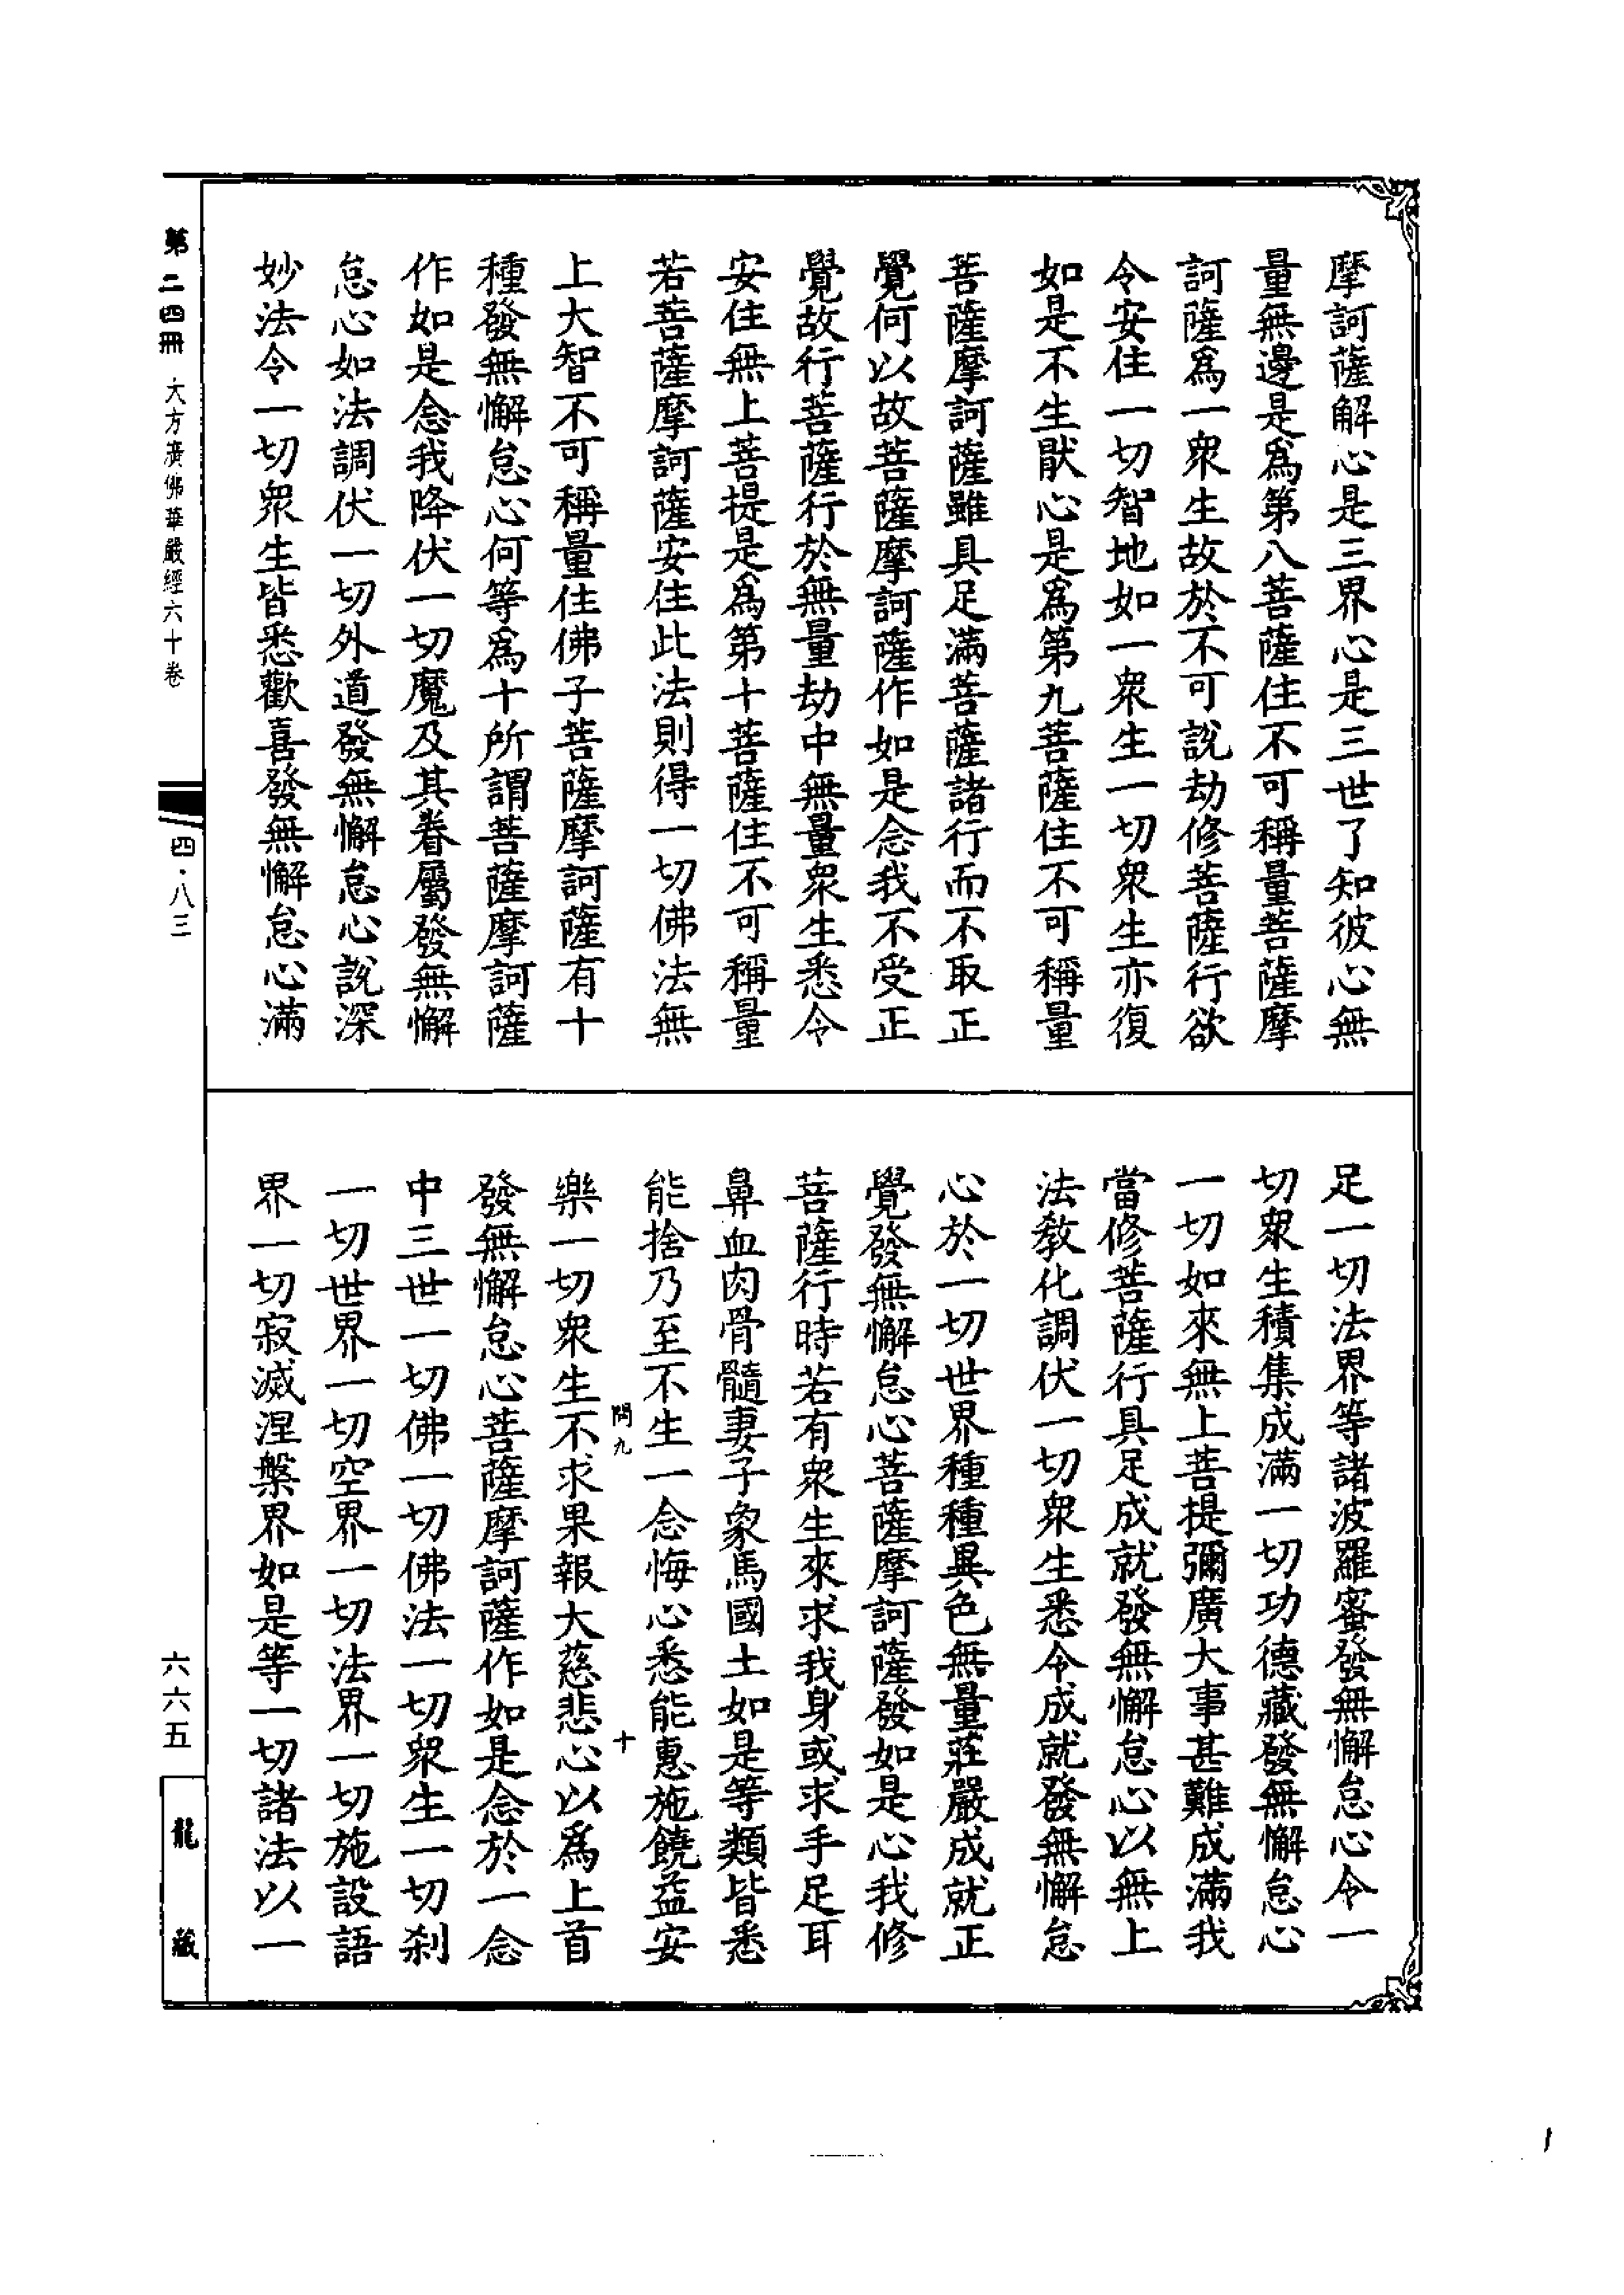 摩訶薩解心是三界心是三世了知彼心無
量無邊是爲第八菩薩住不可稱量菩薩摩
訶薩爲一衆生故於不可說劫修菩薩行欲
令安住一切智地如一衆生一切衆生亦復
如是不生猒心是爲第九菩薩住不可稱量
菩薩摩訶薩雖具足滿菩薩諸行而不取正
覺何以故菩薩摩訶薩作如是念我不受正
覺故行菩薩行於無量劫中無量衆生悉令
安住無上菩提是爲第十菩薩住不可稱量
若菩薩摩訶薩安住此法則得一切佛法無
上大智不可稱量住佛子菩薩摩訶薩有十
種發無懈怠心何等爲十所謂菩薩摩訶薩
作如是念我降伏一切魔及其眷屬發無懈
怠心如法調伏一切外道發無懈怠心說深
妙法令一切衆生皆悉歡喜發無懈怠心滿
足一切法界等諸波羅蜜發無懈怠心令一
切衆生積集成滿一切功德藏發無懈怠心
一切如來無上菩提彌廣大事甚難成滿我
當修菩薩行具足成就發無懈怠心以無上
法教化調伏一切衆生悉令成就發無懈怠
心於一切世界種種異色無量莊嚴成就正
覺發無懈怠心菩薩摩訶薩發如是心我修
菩薩行時若有衆生來求我身或求手足耳
鼻血肉骨髓妻子象馬國土如是等類皆悉
能捨乃至不生一念悔心悉能惠施饒益安
問九 十
樂一切衆生不求果報大慈悲心以爲上首
發無懈怠心菩薩摩訶薩作如是念於一念
中三世一切佛一切佛法一切衆生一切剎
一切世界一切空界一切法界一切施設語
界一切寂滅涅槃界如是等一切諸法以一
第二四冊 大方廣佛華嚴經六十卷
四·八三
六六五
龍藏